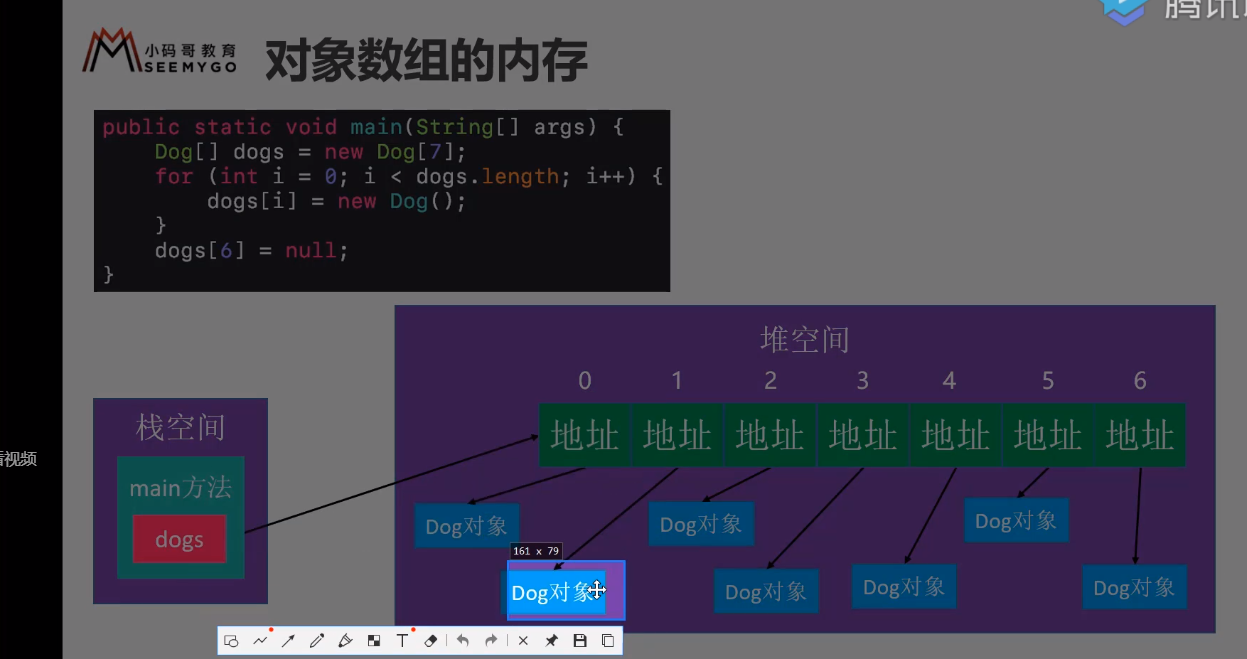 腾讯
小码哥教育
SEEMYGO
对象数组的内存
public static void main(String[] args) {
    Dog[] dogs = new Dog[7];
    for (int i = 0; i < dogs.length; i++) {
        dogs[i] = new Dog();
    }
    dogs[6] = null;
}
堆空间
0 1 2 3 4 5 6
地址 地址 地址 地址 地址 地址 地址
栈空间
main方法
dogs
看视频
Dog对象 Dog对象 Dog对象
161 x 79
Dog对象 Dog对象 Dog对象 Dog对象
T